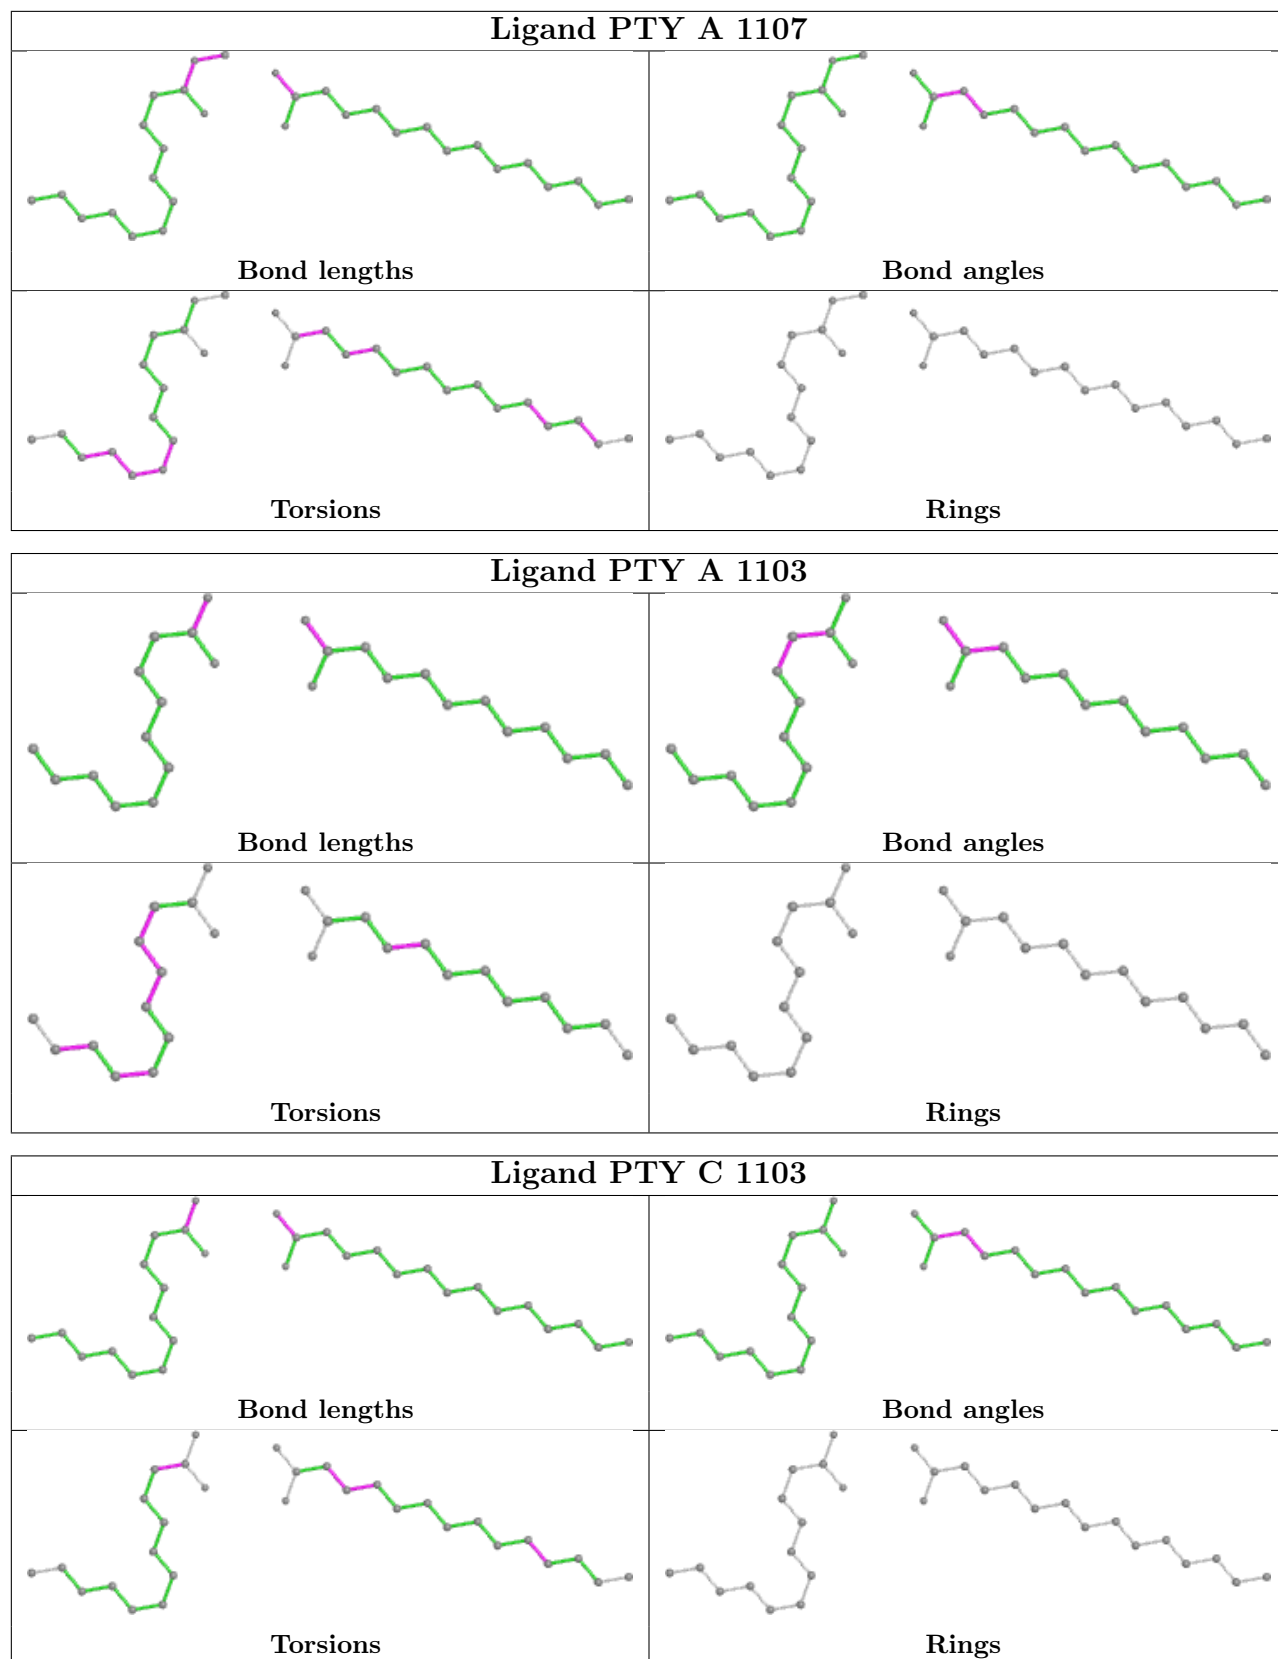 Ligand PTY A 1107
Bond lengths
Bond angles
Torsions
Rings
Ligand PTY A 1103
Bond lengths
Bond angles
Torsions
Rings
Ligand PTY C 1103
Bond lengths
Bond angles
Torsions
Rings